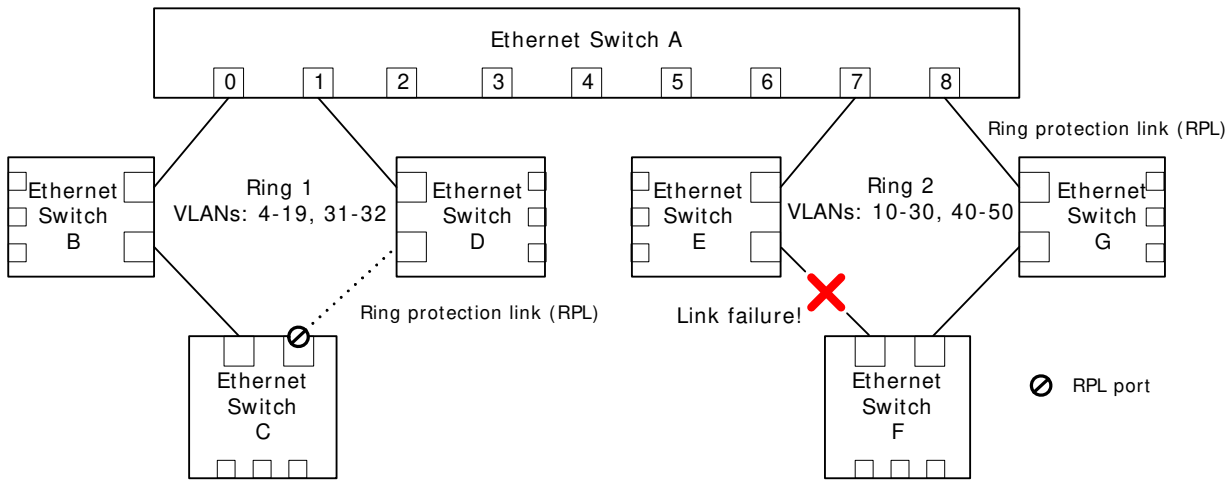 Ethernet Switch A
0 1 2 3 4 5 6 7 8
Ring protection link (RPL)
Ethernet
Switch
B
Ring 1
VLANs: 4-19, 31-32
Ethernet
Switch
D
Ethernet
Switch
E
Ring 2
VLANs: 10-30, 40-50
Ethernet
Switch
G
Ring protection link (RPL)
Link failure!
Ethernet
Switch
C
Ethernet
Switch
F
RPL port